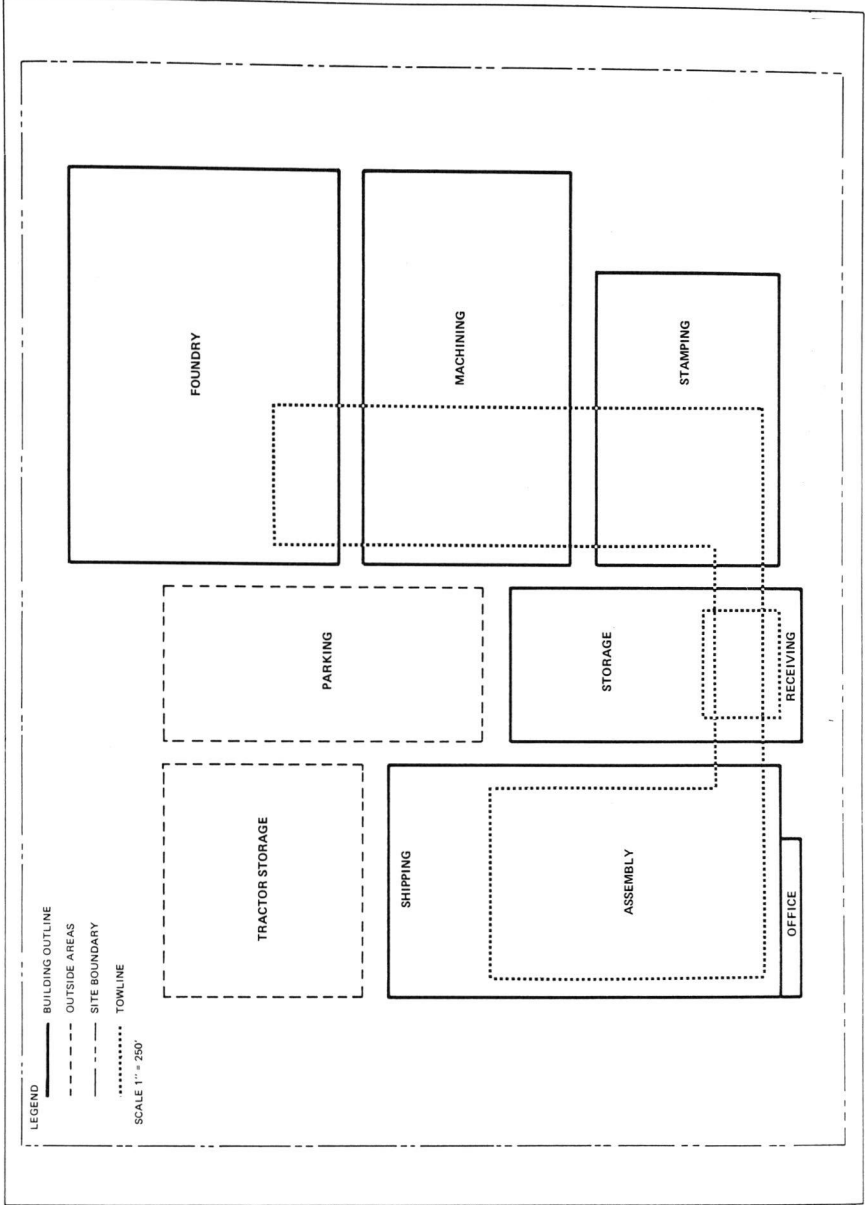 LEGEND
BUILDING OUTLINE
OUTSIDE AREAS
SITE BOUNDARY
TOWLINE
SCALE 1" = 250'
TRACTOR STORAGE
PARKING
FOUNDRY
SHIPPING
MACHINING
ASSEMBLY
STORAGE
STAMPING
OFFICE
RECEIVING